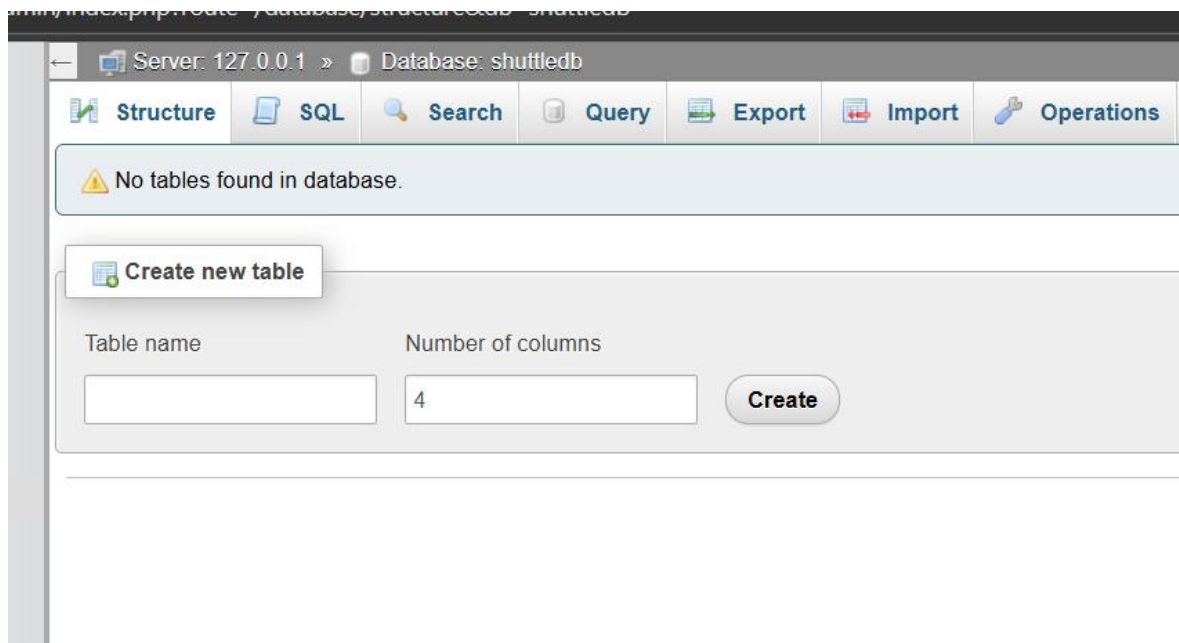 Server: 127.0.0.1 » Database: shuttledb
Structure SQL Search Query Export Import Operations
No tables found in database.
Create new table
Table name Number of columns
4 Create